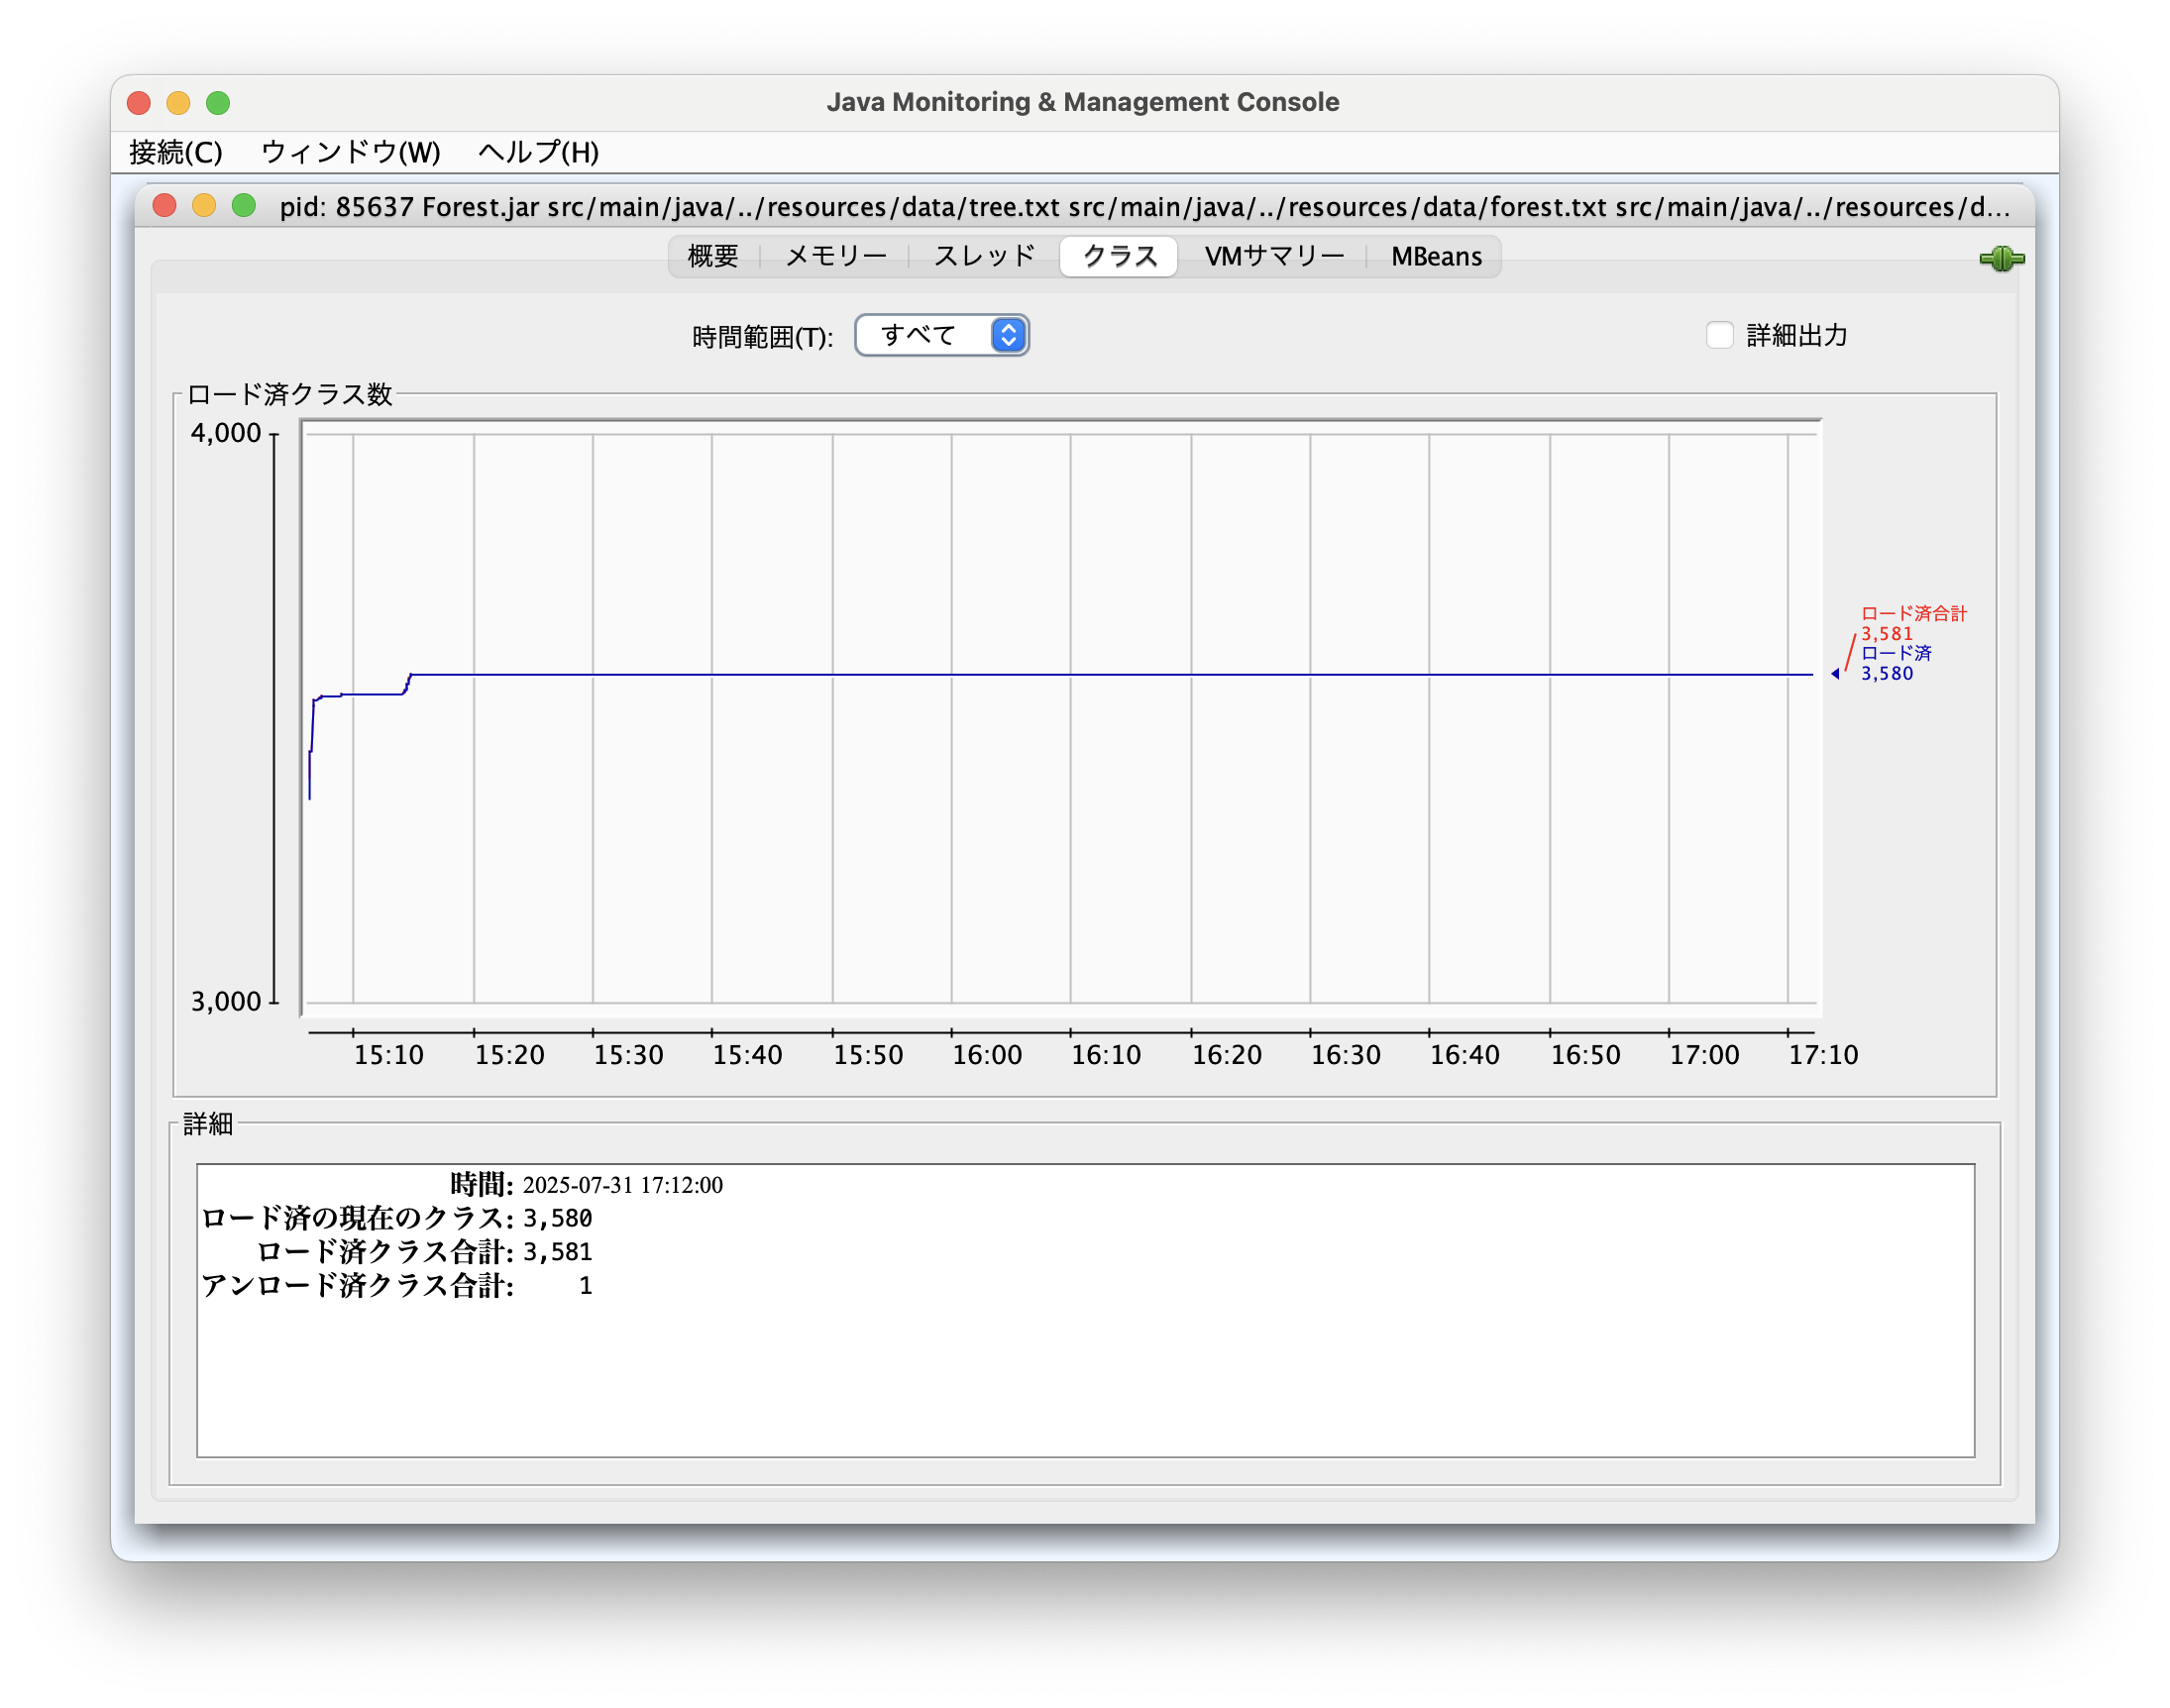 Java Monitoring & Management Console
接続(C) ウィンドウ(W) ヘルプ(H)
pid: 85637 Forest.jar src/main/java/../resources/data/tree.txt src/main/java/../resources/data/forest.txt src/main/java/../resources/d...
概要 メモリー スレッド クラス VMサマリー MBeans
時間範囲(T): すべて 詳細出力
ロード済クラス数
4,000
ロード済合計
3,581
ロード済
3,580
3,000
15:10 15:20 15:30 15:40 15:50 16:00 16:10 16:20 16:30 16:40 16:50 17:00 17:10
詳細
時間: 2025-07-31 17:12:00
ロード済の現在のクラス: 3,580
ロード済クラス合計: 3,581
アンロード済クラス合計: 1